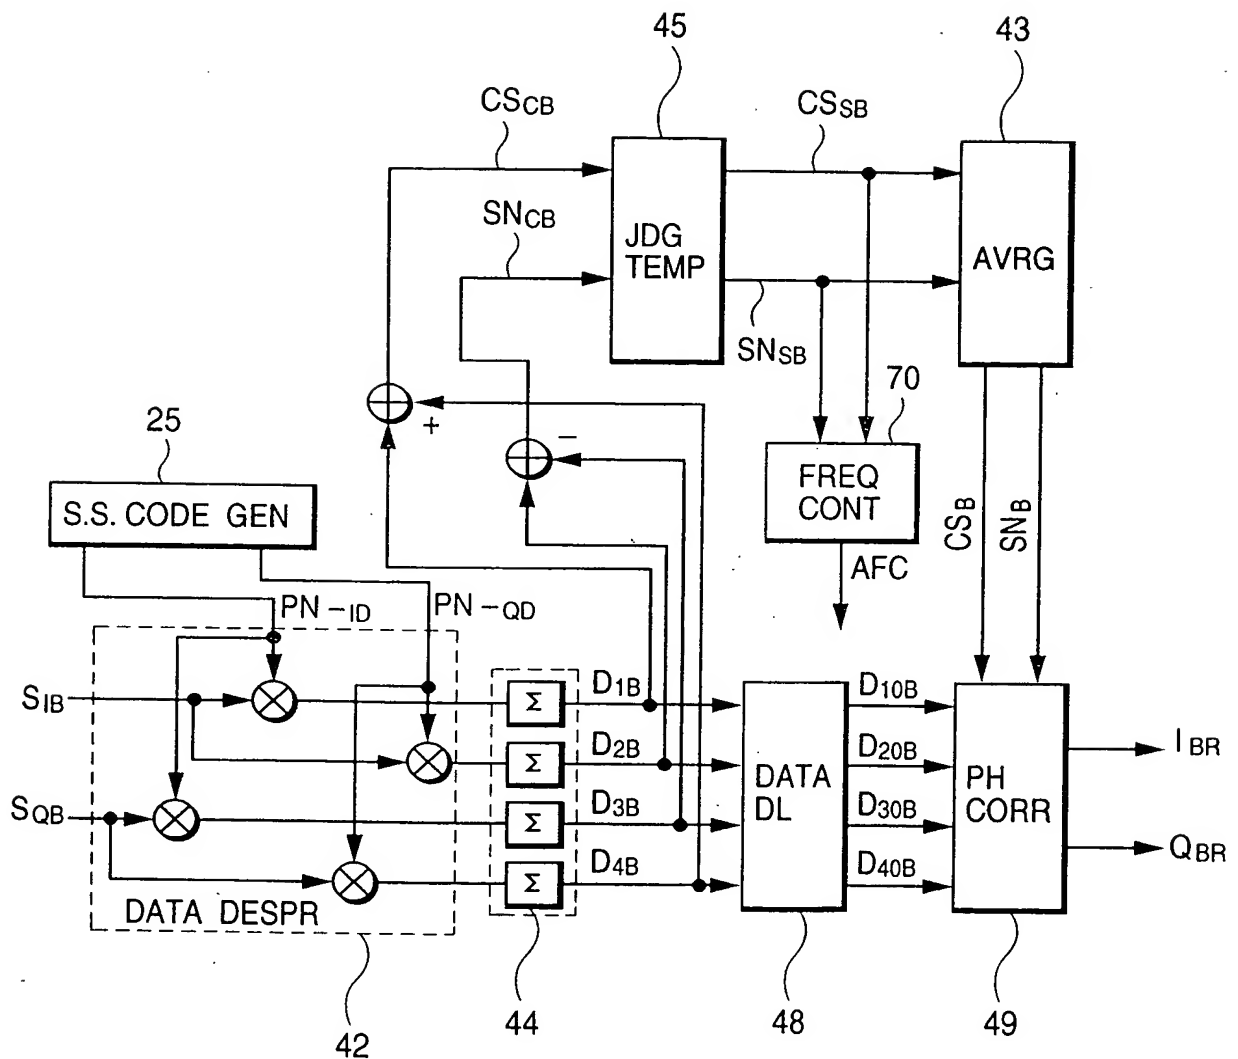 45
43
CSCB
CSSB
SNCB
JDG
TEMP
AVRG
SNSB
+
−
70
25
S.S. CODE GEN
FREQ
CONT
CSB
SNB
AFC
PN-ID
PN-QD
SIB
Σ
D1B
D10B
IBR
Σ
D2B
DATA
DL
D20B
PH
CORR
SQB
Σ
D3B
D30B
QBR
Σ
D4B
D40B
DATA DESPR
42
44
48
49